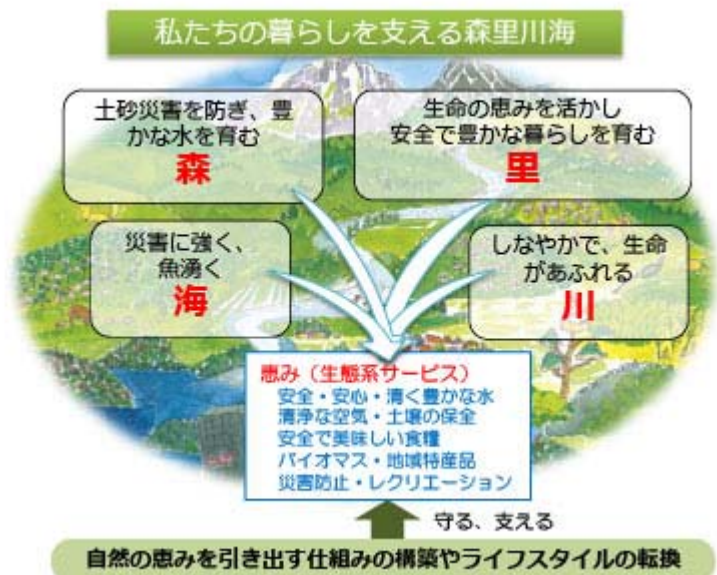 私たちの暮らしを支える森里川海
土砂災害を防ぎ、豊
かな水を育む
森
生命の恵みを活かし
安全で豊かな暮らしを育む
里
災害に強く、
魚湧く
海
しなやかで、生命
があふれる
川
恵み（生態系サービス）
安全・安心・清く豊かな水
清浄な空気・土壌の保全
安全で美味しい食糧
バイオマス・地域特産品
災害防止・レクリエーション
守る、支える
自然の恵みを引き出す仕組みの構築やライフスタイルの転換